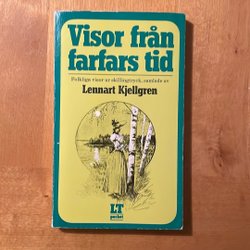 Visor från
farfars tid
Folkliga visor ur skillingtryck, samlade av
Lennart Kjellgren
LT
pocket